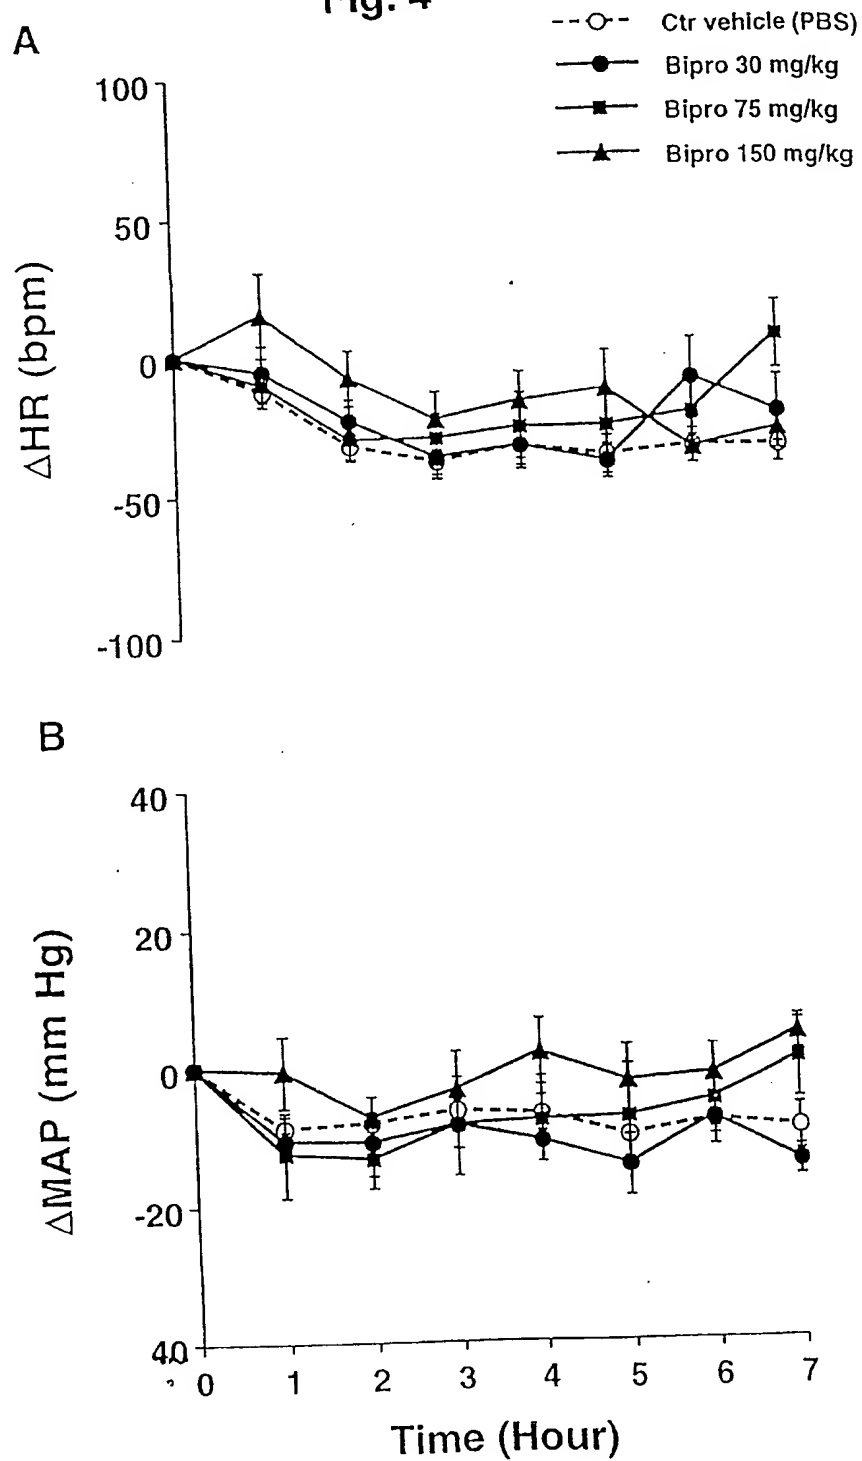 Fig. 4
A
Ctr vehicle (PBS)
Bipro 30 mg/kg
Bipro 75 mg/kg
Bipro 150 mg/kg
100
50
0
-50
-100
ΔHR (bpm)
B
40
20
0
-20
40
ΔMAP (mm Hg)
0 1 2 3 4 5 6 7
Time (Hour)